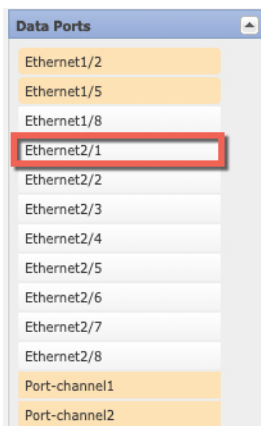 Data Ports
Ethernet1/2
Ethernet1/5
Ethernet1/8
Ethernet2/1
Ethernet2/2
Ethernet2/3
Ethernet2/4
Ethernet2/5
Ethernet2/6
Ethernet2/7
Ethernet2/8
Port-channel1
Port-channel2